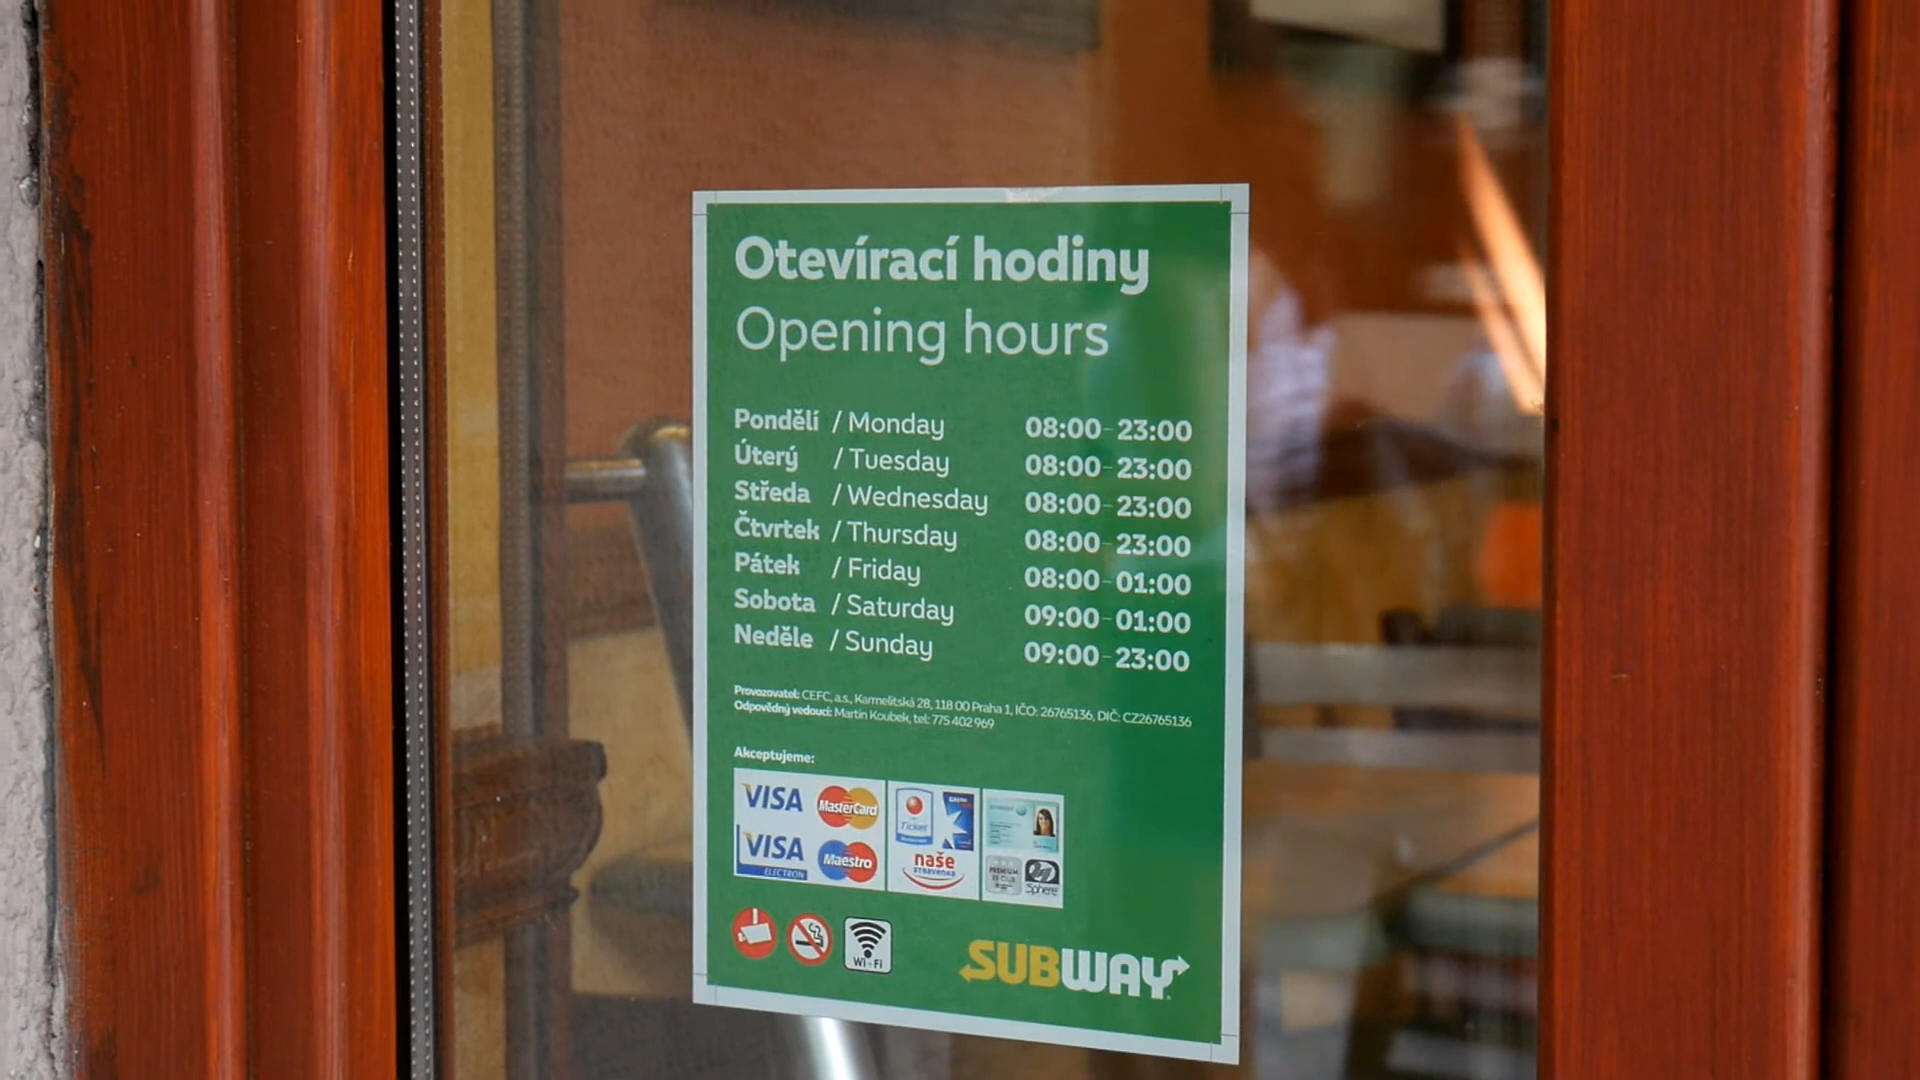 Otevírací hodiny
Opening hours
Pondělí / Monday 08:00-23:00
Úterý / Tuesday 08:00-23:00
Středa / Wednesday 08:00-23:00
Čtvrtek / Thursday 08:00-23:00
Pátek / Friday 08:00-01:00
Sobota / Saturday 09:00-01:00
Neděle / Sunday 09:00-23:00
Provozovatel: CEFC, a.s., Karmelitská 28, 118 00 Praha 1, IČO: 26765136, DIČ: CZ26765136
Odpovědný vedoucí: Martin Koubek, tel: 775 402 969
Akceptujeme:
VISA MasterCard
VISA Maestro
ELECTRON
Ticket
naše
stravenka
PREMIUM
Sphere
Wi-Fi
SUBWAY